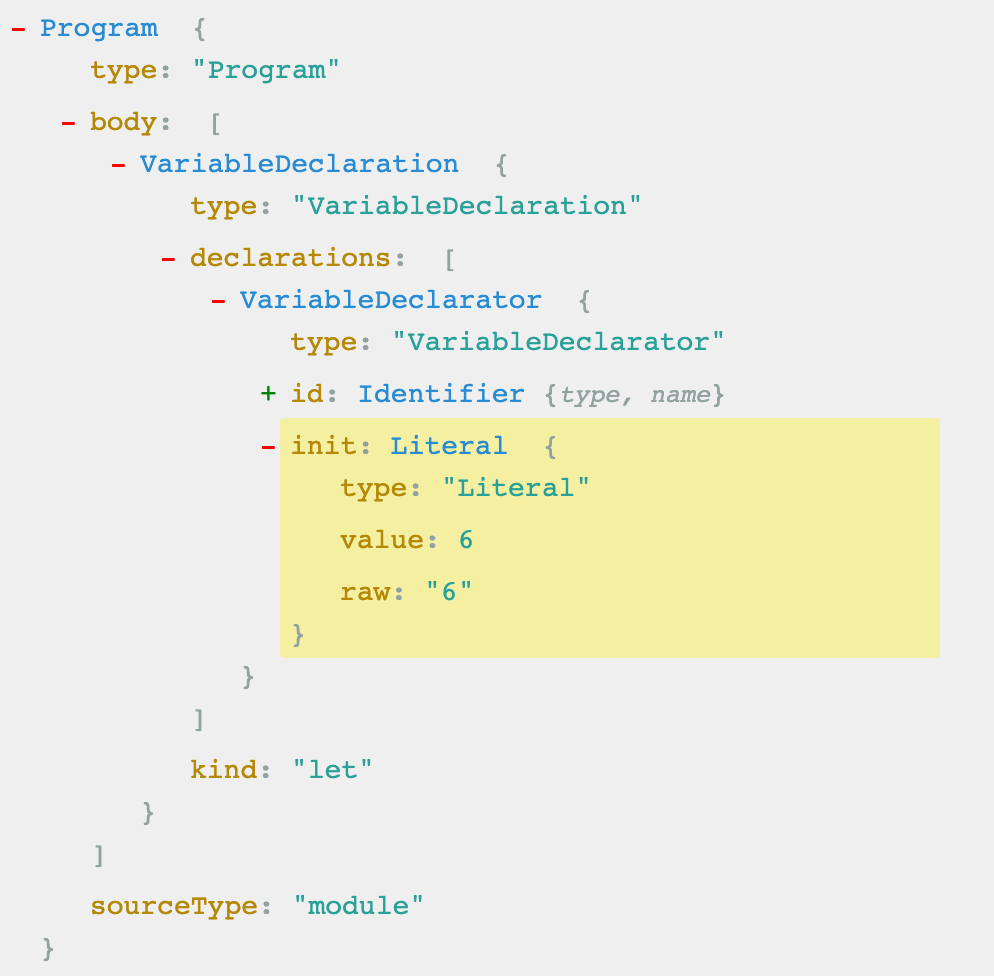 - Program {
type: "Program"
- body: [
- VariableDeclaration {
type: "VariableDeclaration"
- declarations: [
- VariableDeclarator {
type: "VariableDeclarator"
+ id: Identifier {type, name}
- init: Literal {
type: "Literal"
value: 6
raw: "6"
}
}
]
kind: "let"
}
]
sourceType: "module"
}